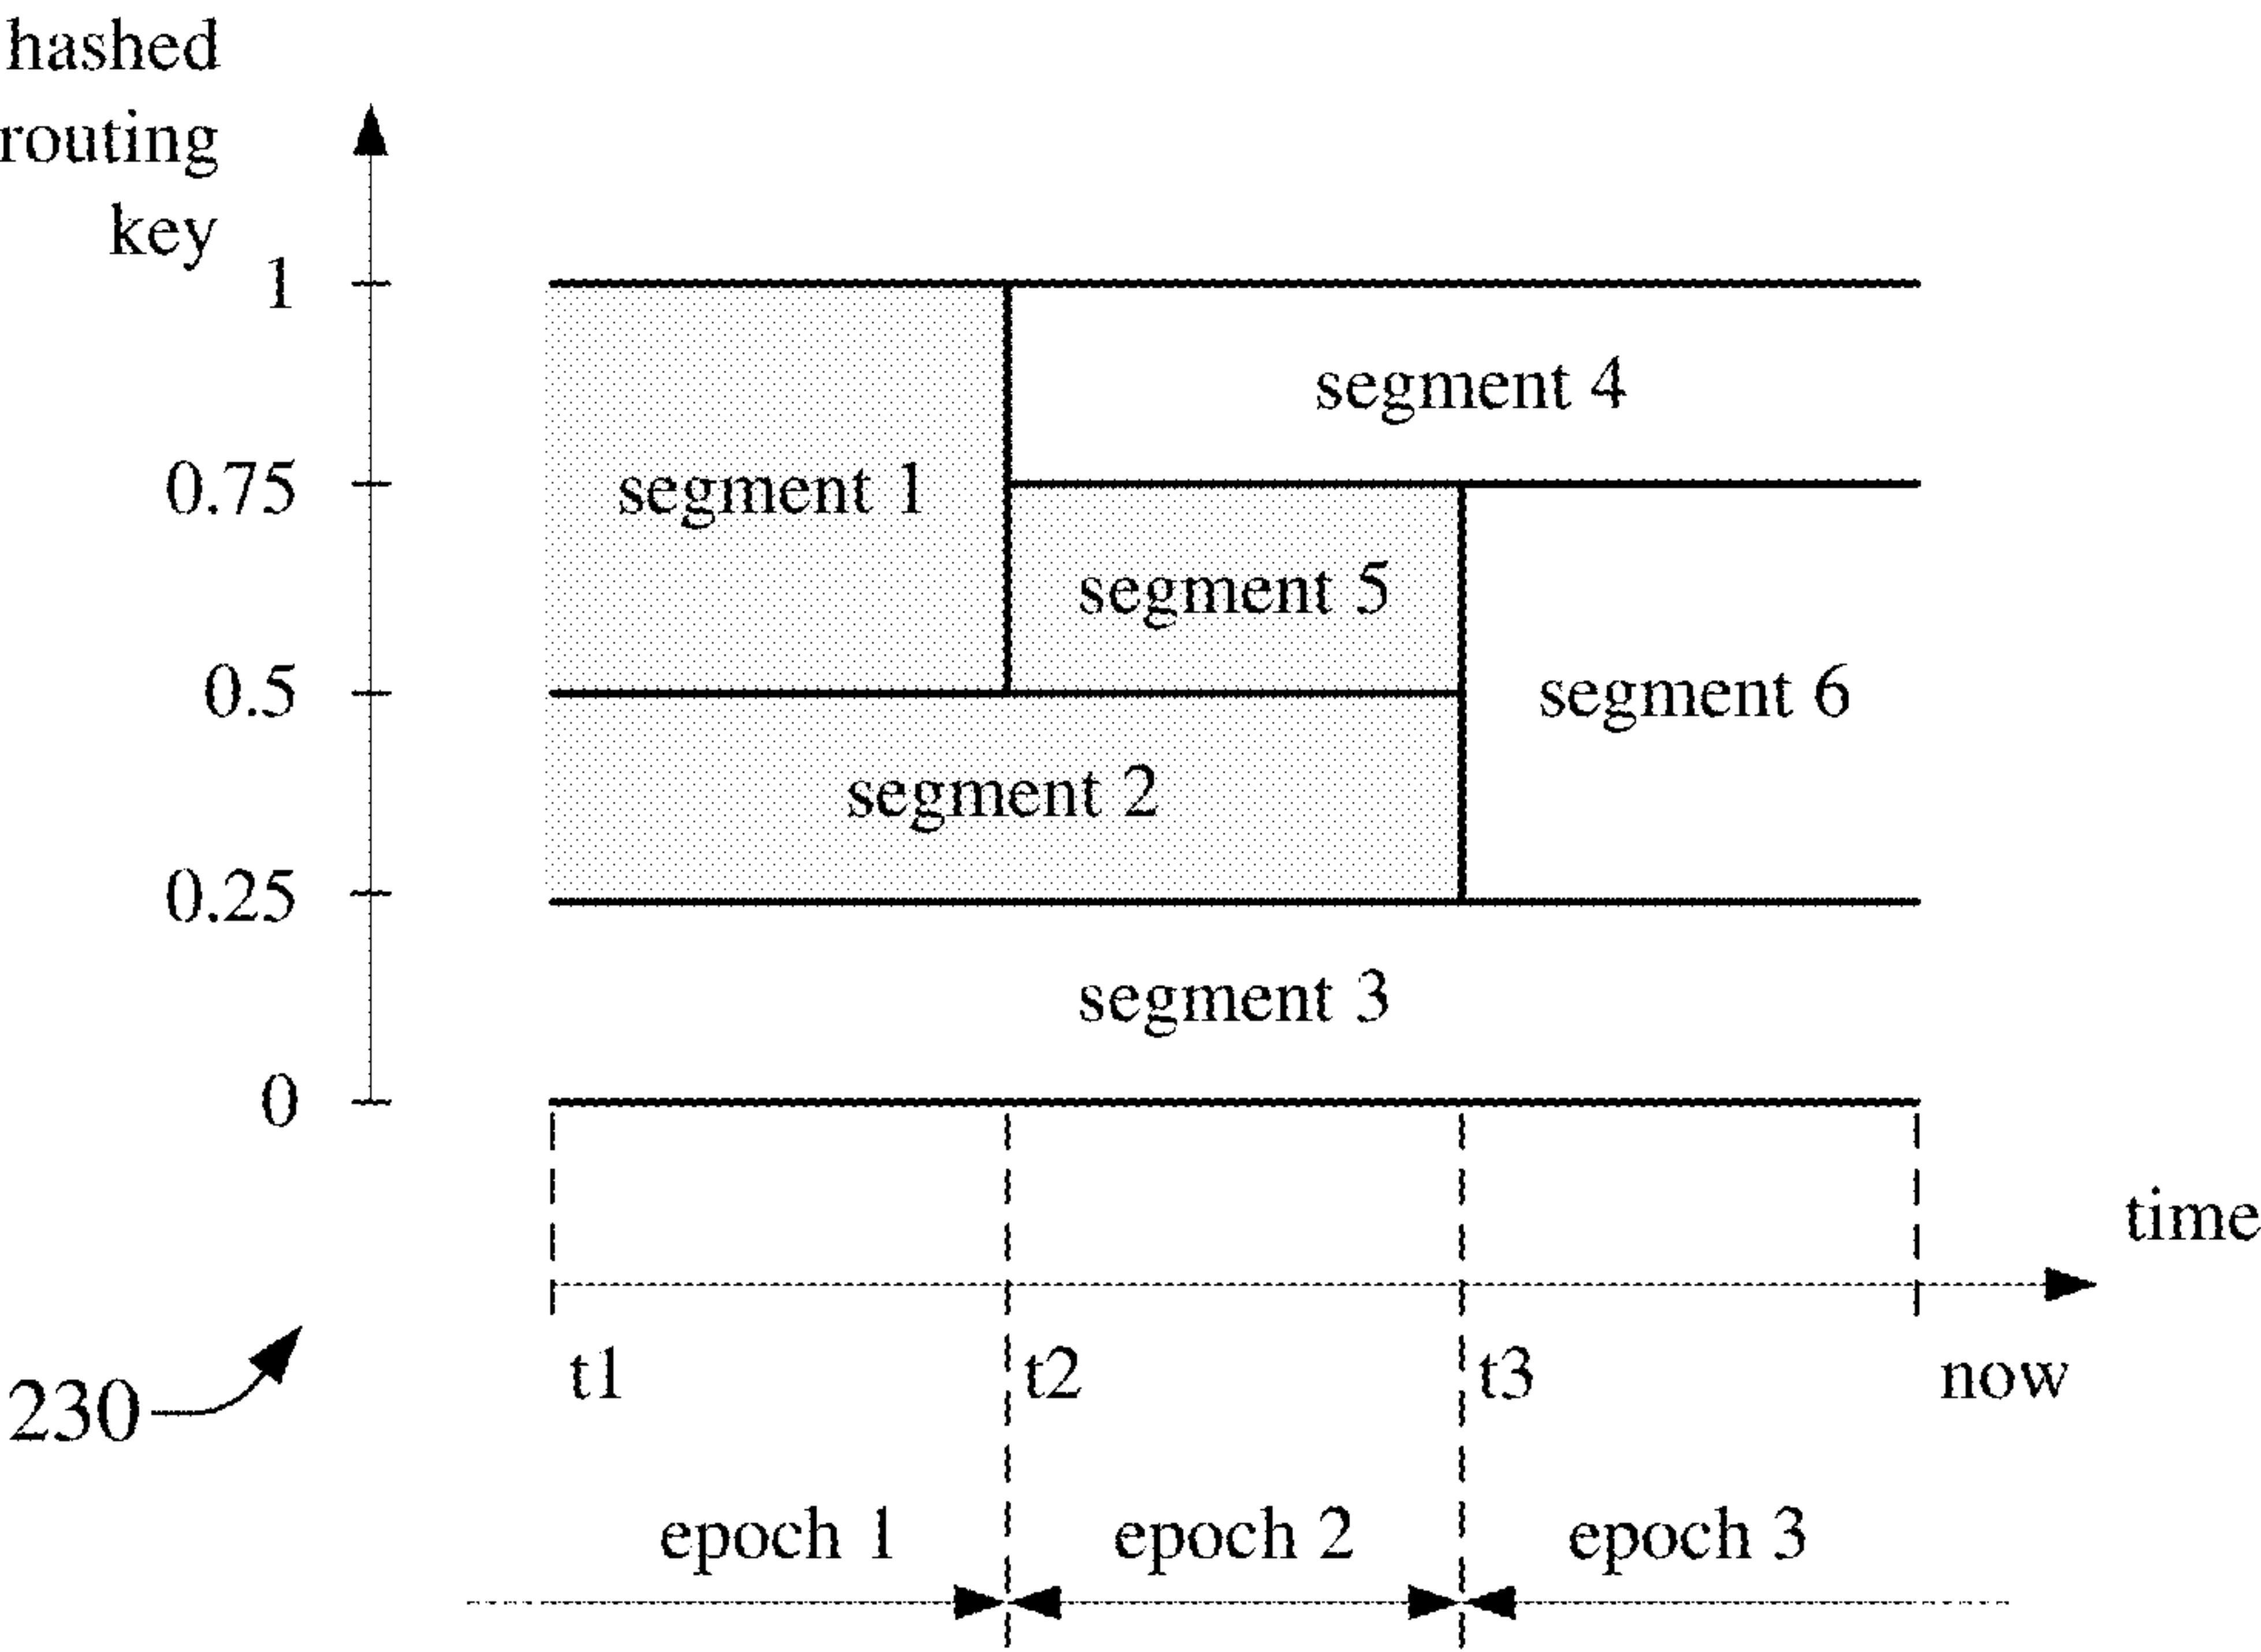 hashed
routing
key
1
segment 4
0.75
segment 1
segment 5
0.5
segment 6
segment 2
0.25
segment 3
0
time
t1
t2
t3
now
230
epoch 1
epoch 2
epoch 3